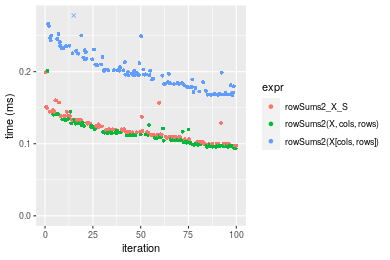 time (ms)
0.2
0.1
0.0
0
25
50
75
100
iteration
expr
rowSums2_X_S
rowSums2(X, cols, rows)
rowSums2(X[cols, rows])